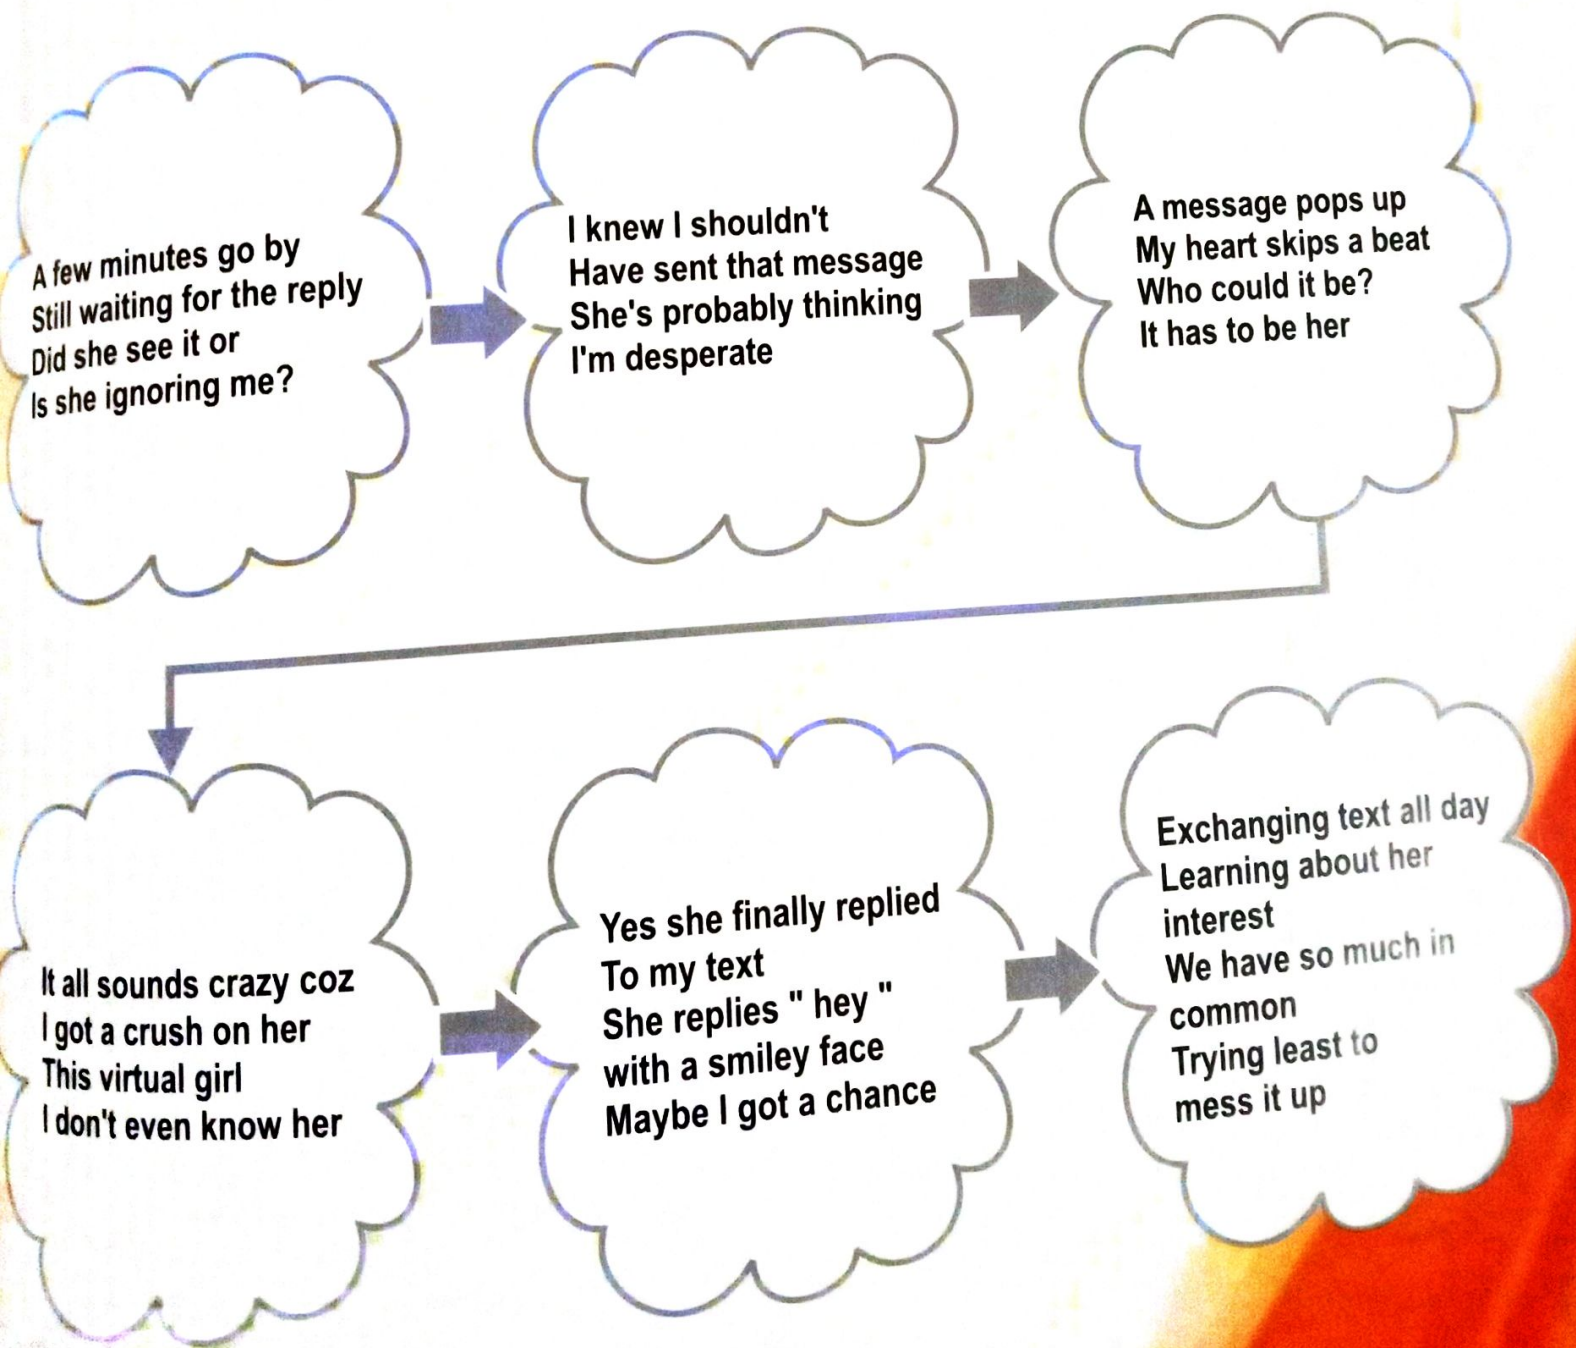 A few minutes go by
Still waiting for the reply
Did she see it or
Is she ignoring me?
I knew I shouldn't
Have sent that message
She's probably thinking
I'm desperate
A message pops up
My heart skips a beat
Who could it be?
It has to be her
It all sounds crazy coz
I got a crush on her
This virtual girl
I don't even know her
Yes she finally replied
To my text
She replies " hey "
with a smiley face
Maybe I got a chance
Exchanging text all day
Learning about her
interest
We have so much in
common
Trying least to
mess it up